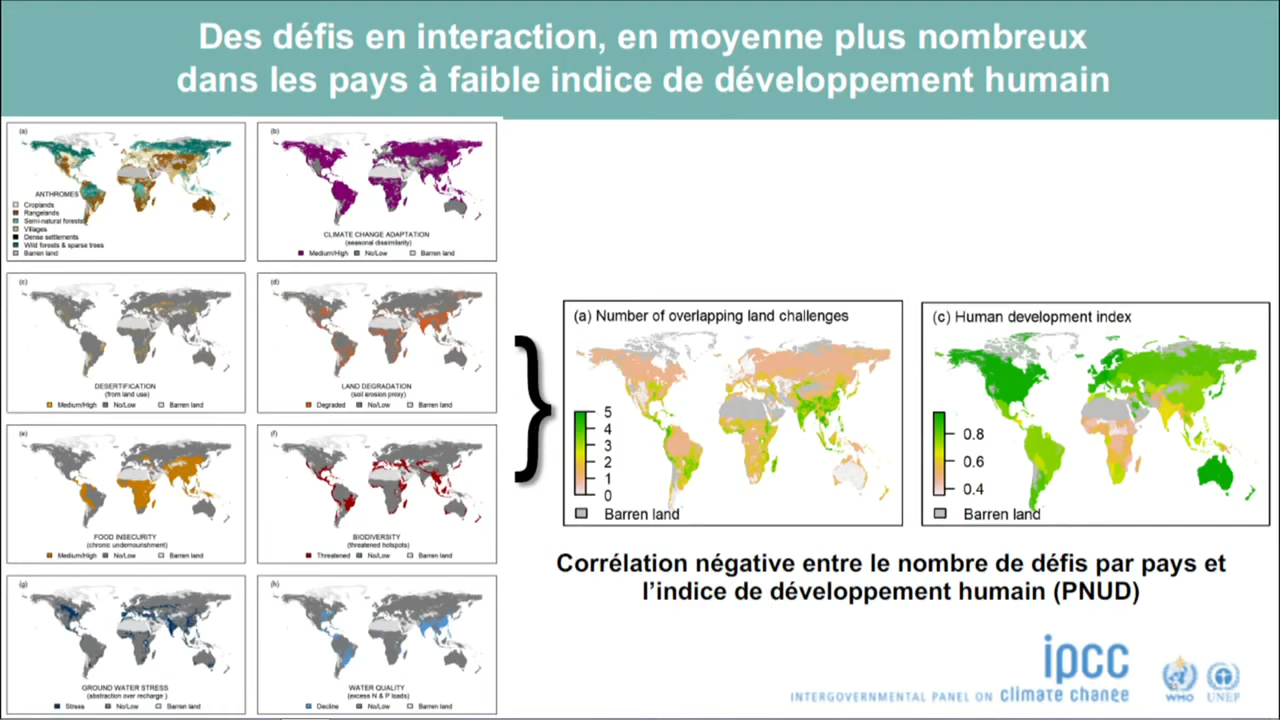 Des défis en interaction, en moyenne plus nombreux
dans les pays à faible indice de développement humain
(a)
ANTHROMES
Croplands
Rangelands
Semi-natural forests
Villages
Dense settlements
Wild forests & sparse trees
Barren land
(b)
CLIMATE CHANGE ADAPTATION
(seasonal dissimilarity)
Medium/High No/Low Barren land
(c)
DESERTIFICATION
(from land use)
Medium/High No/Low Barren land
(d)
LAND DEGRADATION
(soil erosion proxy)
Degraded No/Low Barren land
(e)
FOOD INSECURITY
(chronic undernourishment)
Medium/High No/Low Barren land
(f)
BIODIVERSITY
(threatened hotspots)
Threatened No/Low Barren land
(g)
GROUND WATER STRESS
(abstraction over recharge )
Stress No/Low Barren land
(h)
WATER QUALITY
(excess N & P loads)
Decline No/Low Barren land
}
(a) Number of overlapping land challenges
5
4
3
2
1
0
Barren land
(c) Human development index
0.8
0.6
0.4
Barren land
Corrélation négative entre le nombre de défis par pays et
l’indice de développement humain (PNUD)
ipcc
INTERGOVERNMENTAL PANEL ON climate change
WMO UNEP